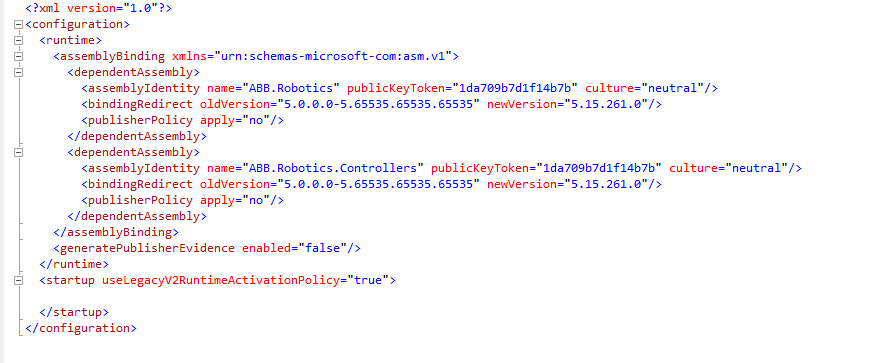 <?xml version="1.0"?>
<configuration>
<runtime>
<assemblyBinding xmlns="urn:schemas-microsoft-com:asm.v1">
<dependentAssembly>
<assemblyIdentity name="ABB.Robotics" publicKeyToken="1da709b7d1f14b7b" culture="neutral"/>
<bindingRedirect oldVersion="5.0.0.0-5.65535.65535.65535" newVersion="5.15.261.0"/>
<publisherPolicy apply="no"/>
</dependentAssembly>
<dependentAssembly>
<assemblyIdentity name="ABB.Robotics.Controllers" publicKeyToken="1da709b7d1f14b7b" culture="neutral"/>
<bindingRedirect oldVersion="5.0.0.0-5.65535.65535.65535" newVersion="5.15.261.0"/>
<publisherPolicy apply="no"/>
</dependentAssembly>
</assemblyBinding>
<generatePublisherEvidence enabled="false"/>
</runtime>
<startup useLegacyV2RuntimeActivationPolicy="true">
</startup>
</configuration>